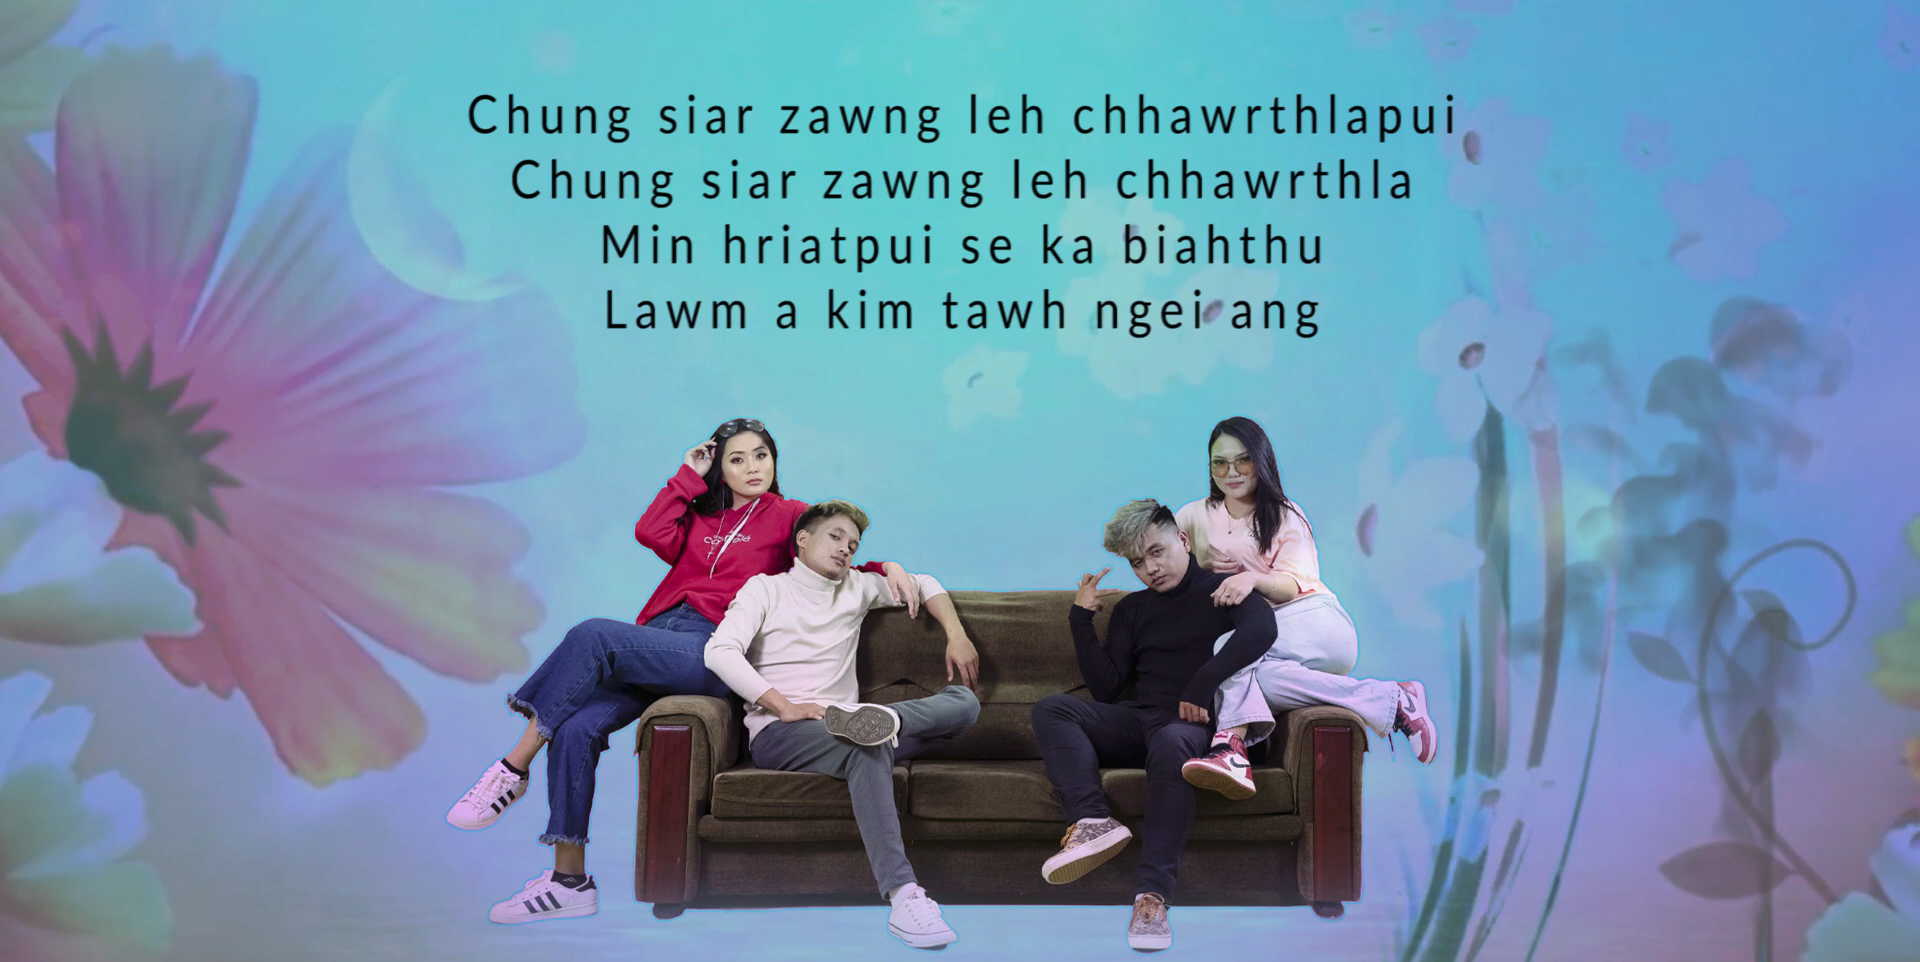 Chung siar zawng leh chhawrthlapui
Chung siar zawng leh chhawrthla
Min hriatpui se ka biahthu
Lawm a kim tawh ngei ang